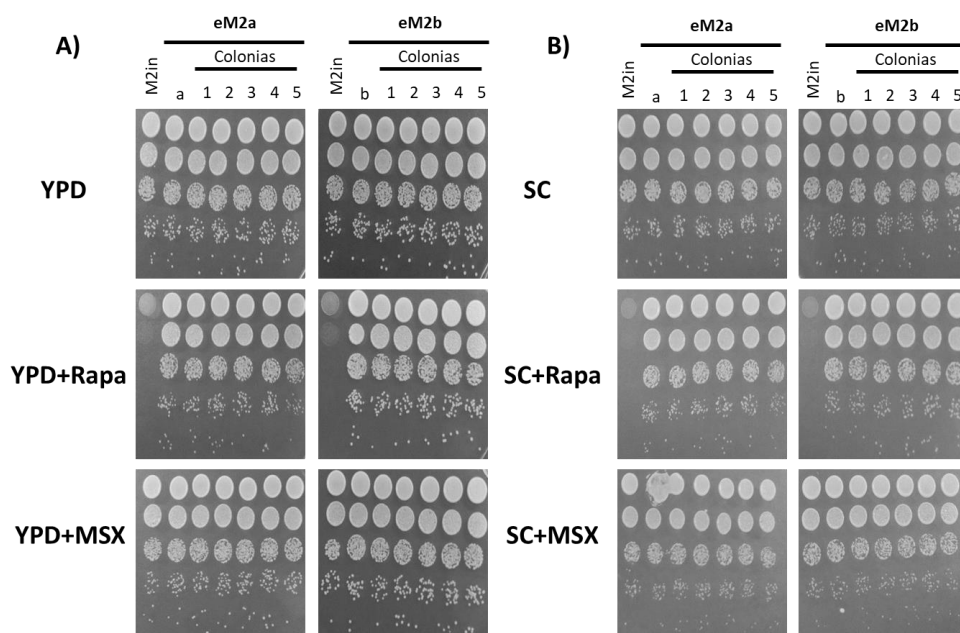 A)
eM2a
eM2b
Colonias
Colonias
M2in
a 1 2 3 4 5
M2in
b 1 2 3 4 5
YPD
YPD+Rapa
YPD+MSX
B)
eM2a
eM2b
Colonias
Colonias
M2in
a 1 2 3 4 5
M2in
b 1 2 3 4 5
SC
SC+Rapa
SC+MSX